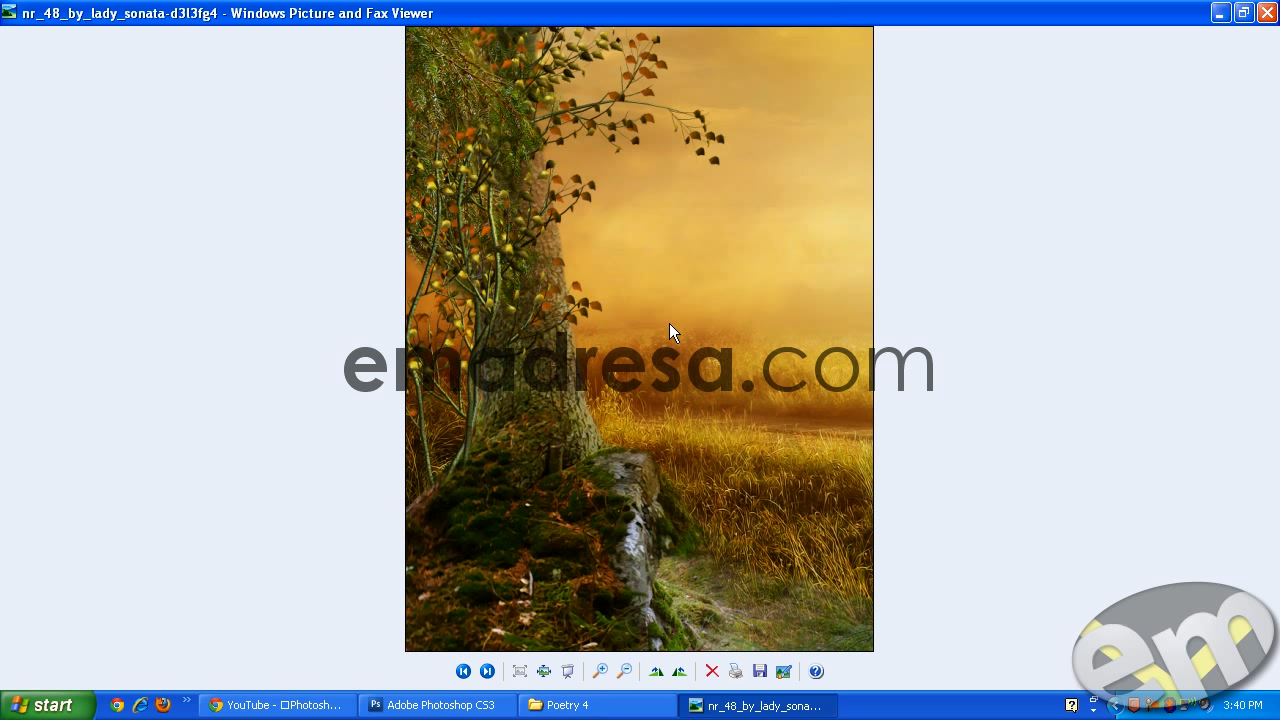 nr_48_by_lady_sonata-d3l3fg4 - Windows Picture and Fax Viewer
emadresa.com
em
start
YouTube - □Photosh...
Adobe Photoshop CS3
Poetry 4
nr_48_by_lady_sona...
3:40 PM